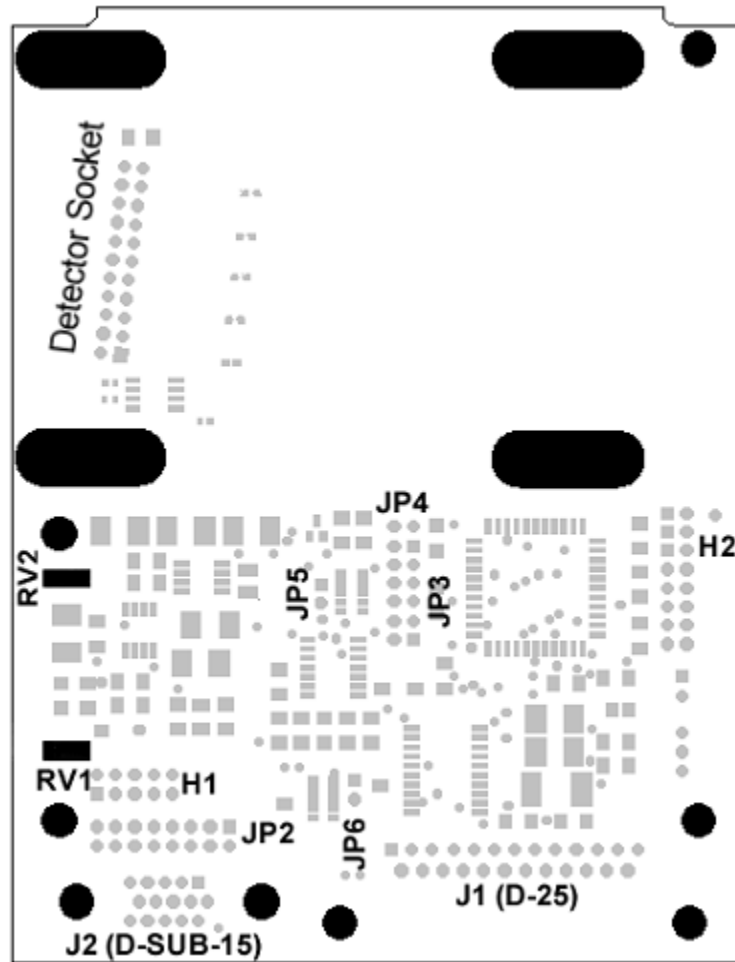 Detector Socket
JP4
RV2
JP5
JP3
H2
RV1
H1
JP2
JP6
J1 (D-25)
J2 (D-SUB-15)